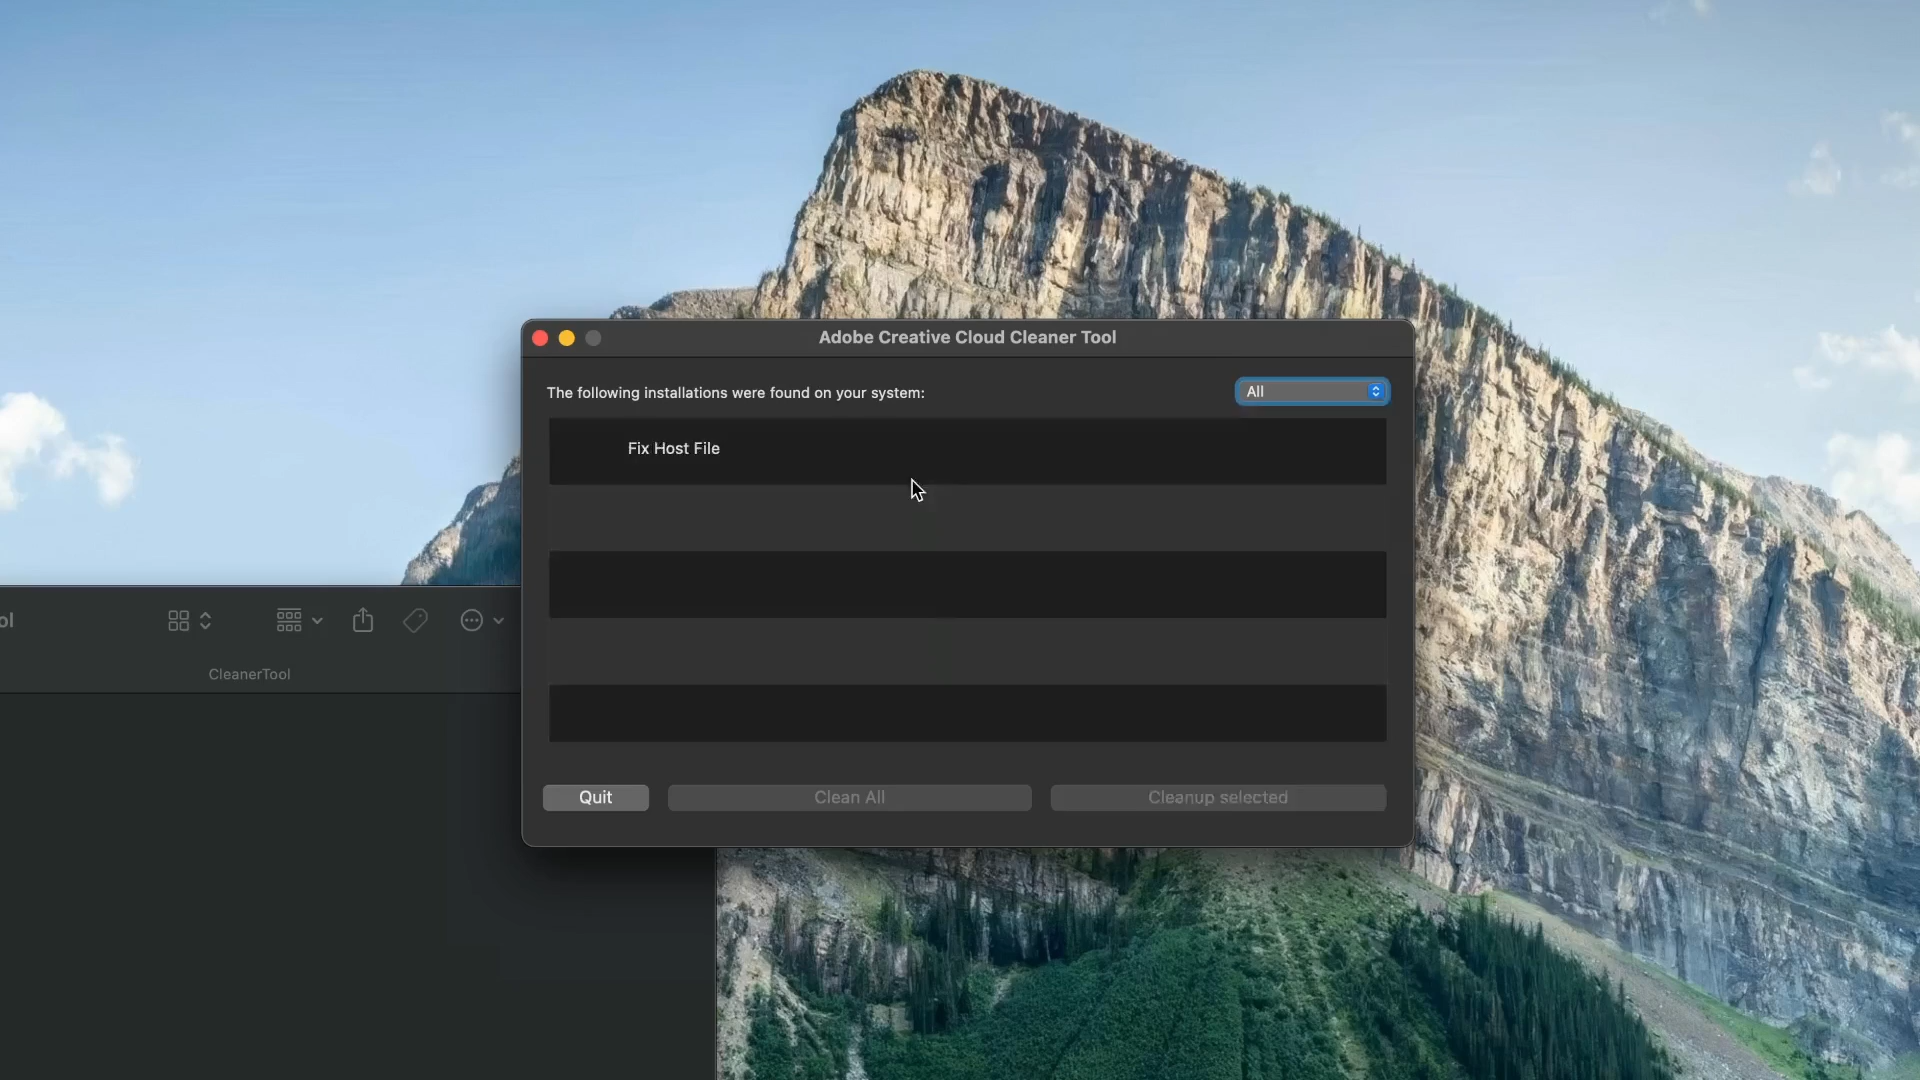 Adobe Creative Cloud Cleaner Tool
The following installations were found on your system:
All
Fix Host File
ol
CleanerTool
Quit
Clean All
Cleanup selected